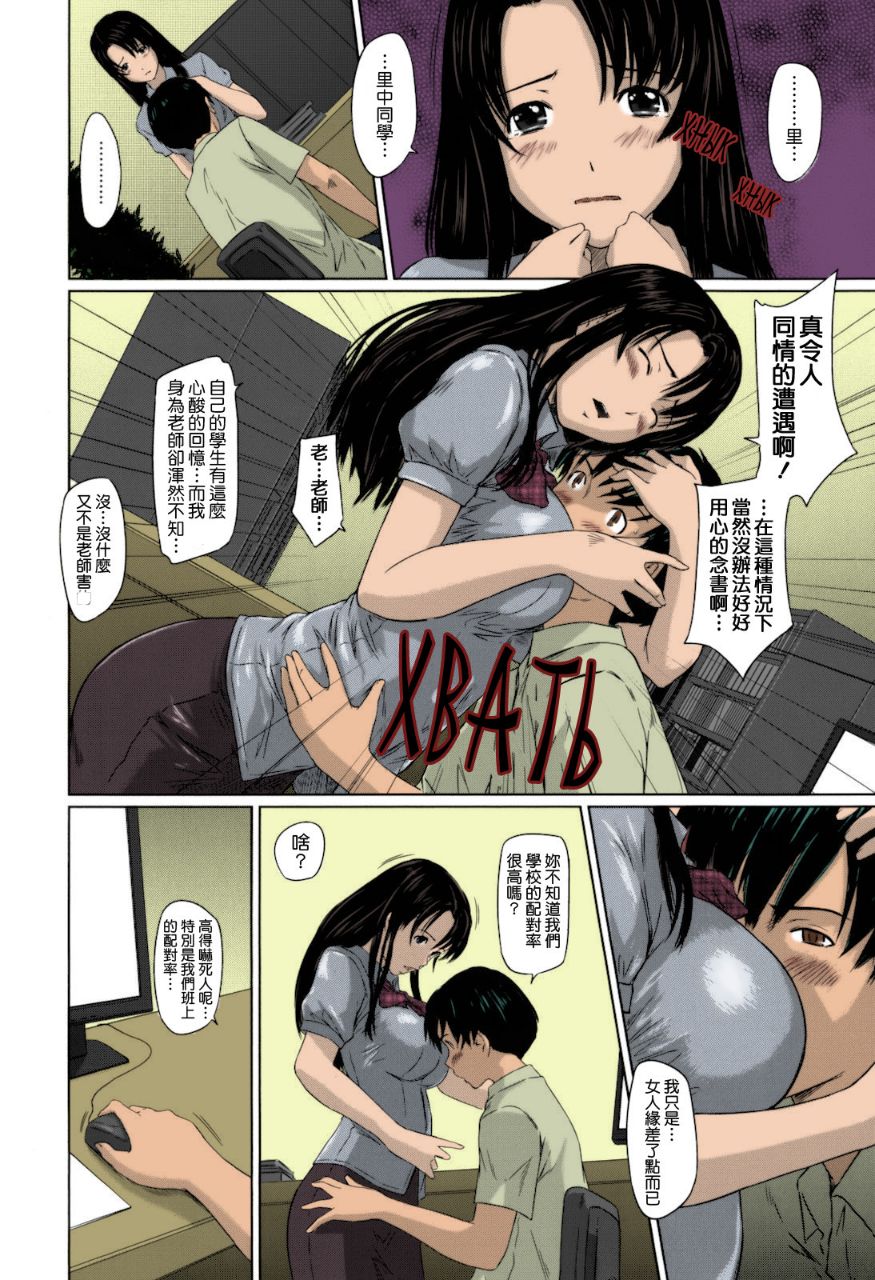 ………里…
ХНЫК
ХНЫК
…里中同學…
…………
真令人
同情的遭遇啊！
…在這種情況下
當然沒辦法好好
用心的念書啊…
老…老師…
自己的學生有這麼
心酸的回憶…而我
身為老師卻渾然不知…
沒…沒什麼
又不是老師害
ХВАТЬ
我只是…
女人緣差了點而已
妳不知道我們
學校的配對率
很高嗎？
啥？
高得嚇死人呢…
特別是我們班上
的配對率…